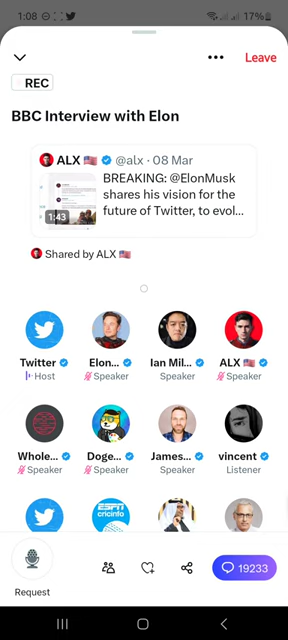 1:08
17%
Leave
REC
BBC Interview with Elon
ALX 🇺🇸 @alx · 08 Mar
BREAKING: @ElonMusk
shares his vision for the
future of Twitter, to evol...
1:43
Shared by ALX 🇺🇸
Twitter Elon... Ian Mil... ALX 🇺🇸
Host Speaker Speaker Speaker
Whole... Doge... James... vincent
Speaker Speaker Speaker Listener
ESPN
cricinfo
Request
19233